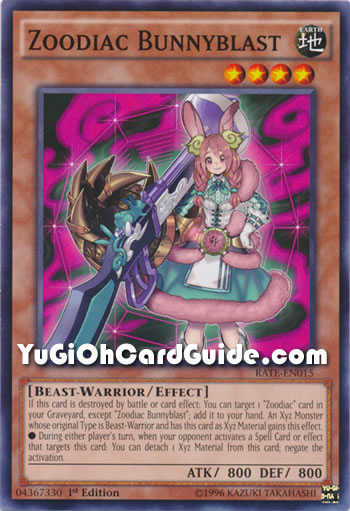 ZOODIAC BUNNYBLAST
EARTH
地
YuGiOhCardGuide.com
RATE-EN015
[BEAST-WARRIOR/EFFECT]
If this card is destroyed by battle or card effect: You can target 1 "Zoodiac" card in
your Graveyard, except "Zoodiac Bunnyblast"; add it to your hand. An Xyz Monster
whose original Type is Beast-Warrior and has this card as Xyz Material gains this effect.
● During either player's turn, when your opponent activates a Spell Card or effect
that targets this card: You can detach 1 Xyz Material from this card; negate the
activation.
ATK/ 800 DEF/ 800
04367330 1st Edition ©1996 KAZUKI TAKAHASHI